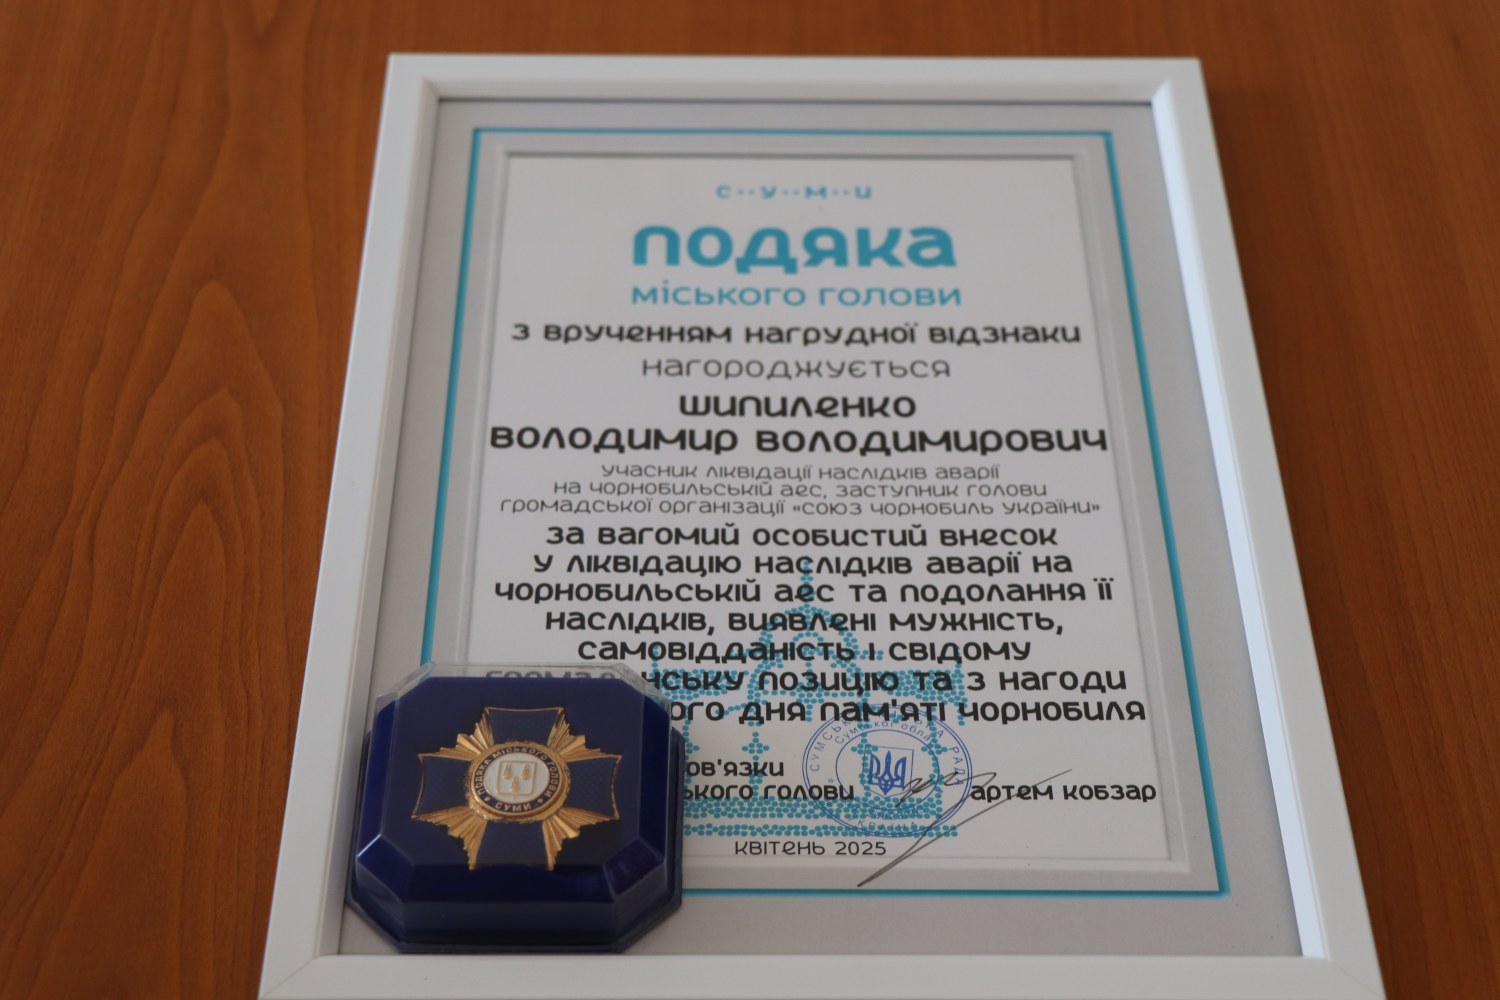 с··у··м··и
подяка
міського голови
з врученням нагрудної відзнаки
нагороджується
шипиленко
володимир володимирович
учасник ліквідації наслідків аварії
на чорнобильській аес, заступник голови
громадської організації «союз чорнобиль україни»
за вагомий особистий внесок
у ліквідацію наслідків аварії на
чорнобильській аес та подолання її
наслідків, виявлені мужність,
самовідданість і свідому
позицію та з нагоди
дня пам'яті чорнобиля
голови
артем кобзар
квітень 2025
ПОДЯКА МІСЬКОГО ГОЛОВИ
СУМИ